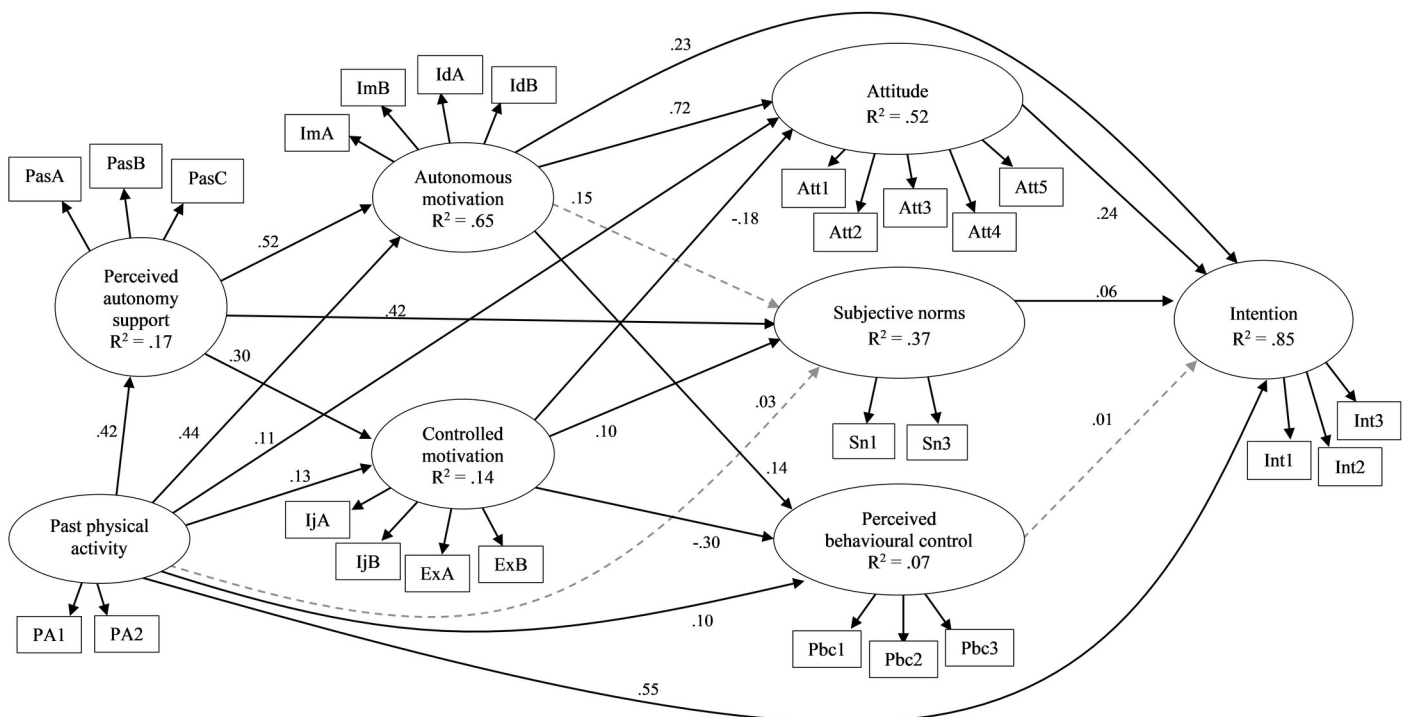 .23
IdA
ImB
IdB
Attitude
R² = .52
.72
ImA
PasB
PasA
PasC
Autonomous
motivation
R² = .65
Att1
Att5
Att3
Att2
Att4
.15
-.18
.24
.52
Perceived
autonomy
support
R² = .17
Subjective norms
R² = .37
.06
Intention
R² = .85
.42
.30
.03
.01
.42
.44
.11
Controlled
motivation
R² = .14
.10
Sn1
Sn3
Int3
Int1
Int2
.13
.14
IjA
IjB
ExA
ExB
Past physical
activity
-.30
Perceived
behavioural control
R² = .07
PA1
PA2
.10
Pbc1
Pbc2
Pbc3
.55